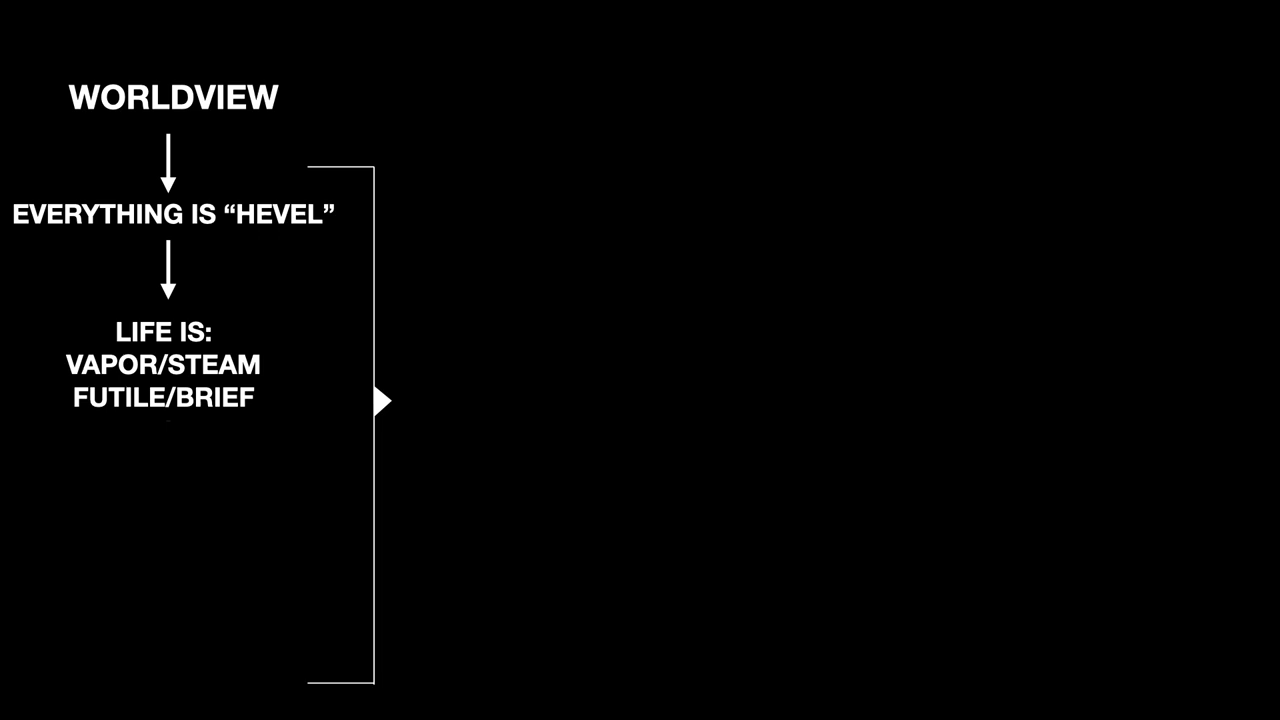 WORLDVIEW
EVERYTHING IS “HEVEL”
LIFE IS:
VAPOR/STEAM
FUTILE/BRIEF